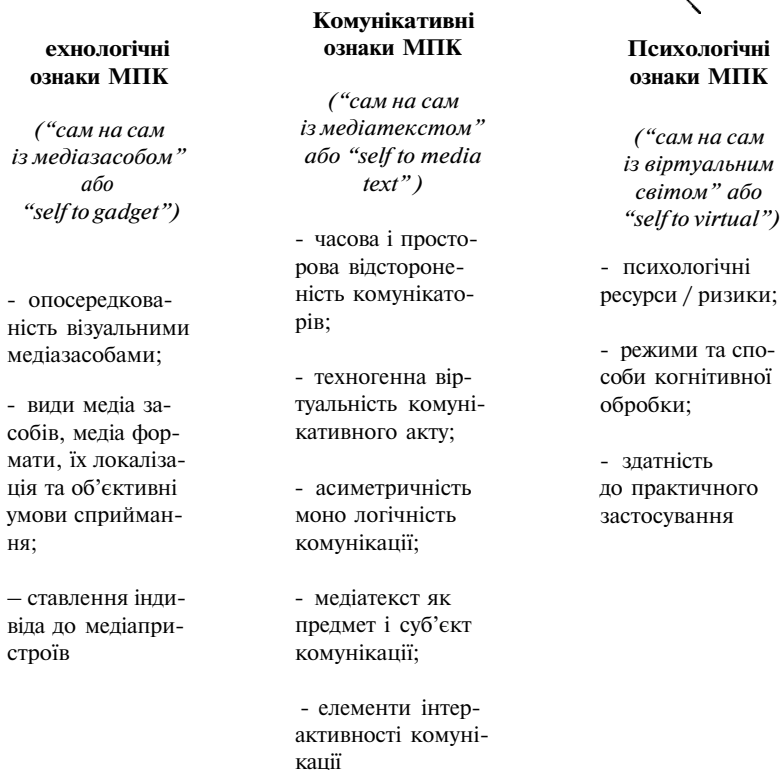 ехнологічні
ознаки МПК
(“сам на сам
із медіазасобом”
або
“self to gadget”)
- опосередкова-
ність візуальними
медіазасобами;
- види медіа за-
собів, медіа фор-
мати, їх локаліза-
ція та об’єктивні
умови сприйман-
ня;
– ставлення інди-
віда до медіапри-
строїв
Комунікативні
ознаки МПК
(“сам на сам
із медіатекстом”
або “self to media
text”)
- часова і просто-
рова відстороне-
ність комунікато-
рів;
- техногенна вір-
туальність комуні-
кативного акту;
- асиметричність
моно логічність
комунікації;
- медіатекст як
предмет і суб’єкт
комунікації;
- елементи інтер-
активності комуні-
кації
Психологічні
ознаки МПК
(“сам на сам
із віртуальним
світом” або
“self to virtual”)
- психологічні
ресурси / ризики;
- режими та спо-
соби когнітивної
обробки;
- здатність
до практичного
застосування